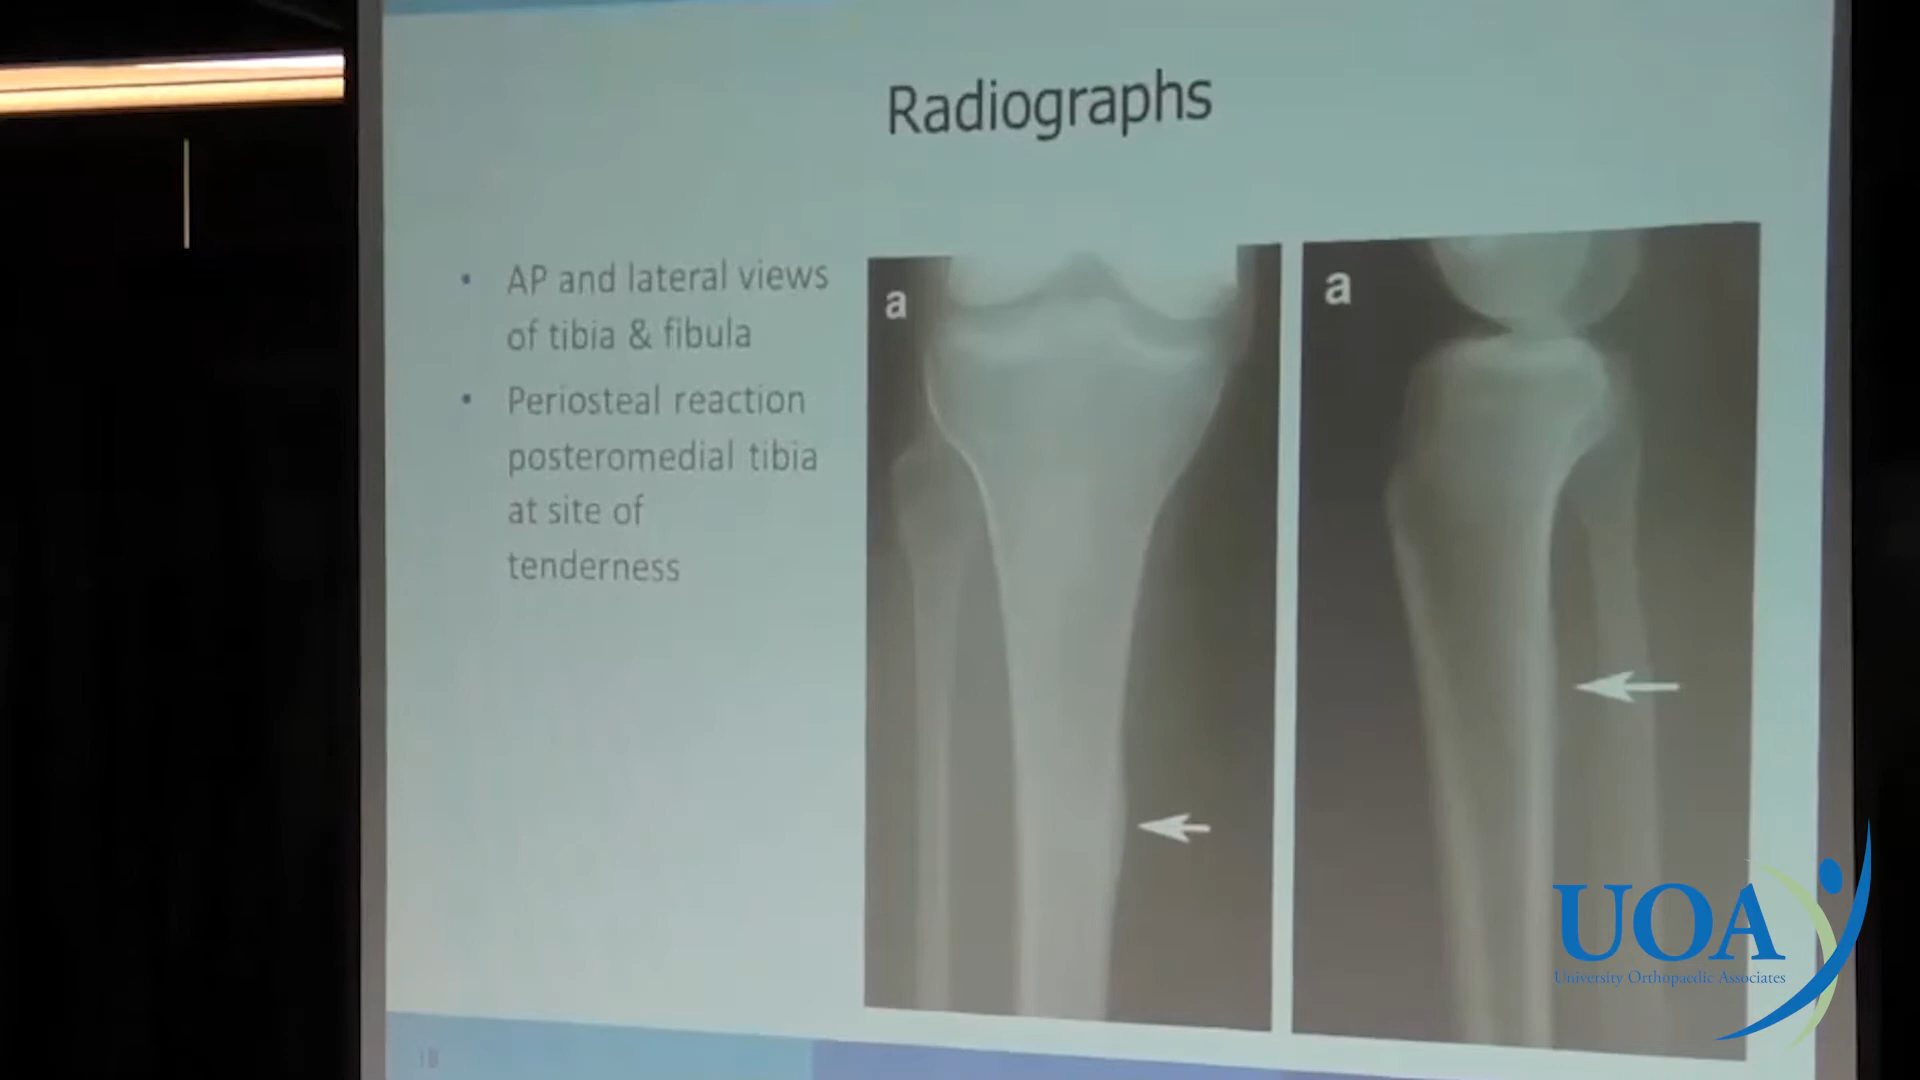 Radiographs
• AP and lateral views
of tibia & fibula
• Periosteal reaction
posteromedial tibia
at site of
tenderness
a
a
UOA
University Orthopaedic Associates
18